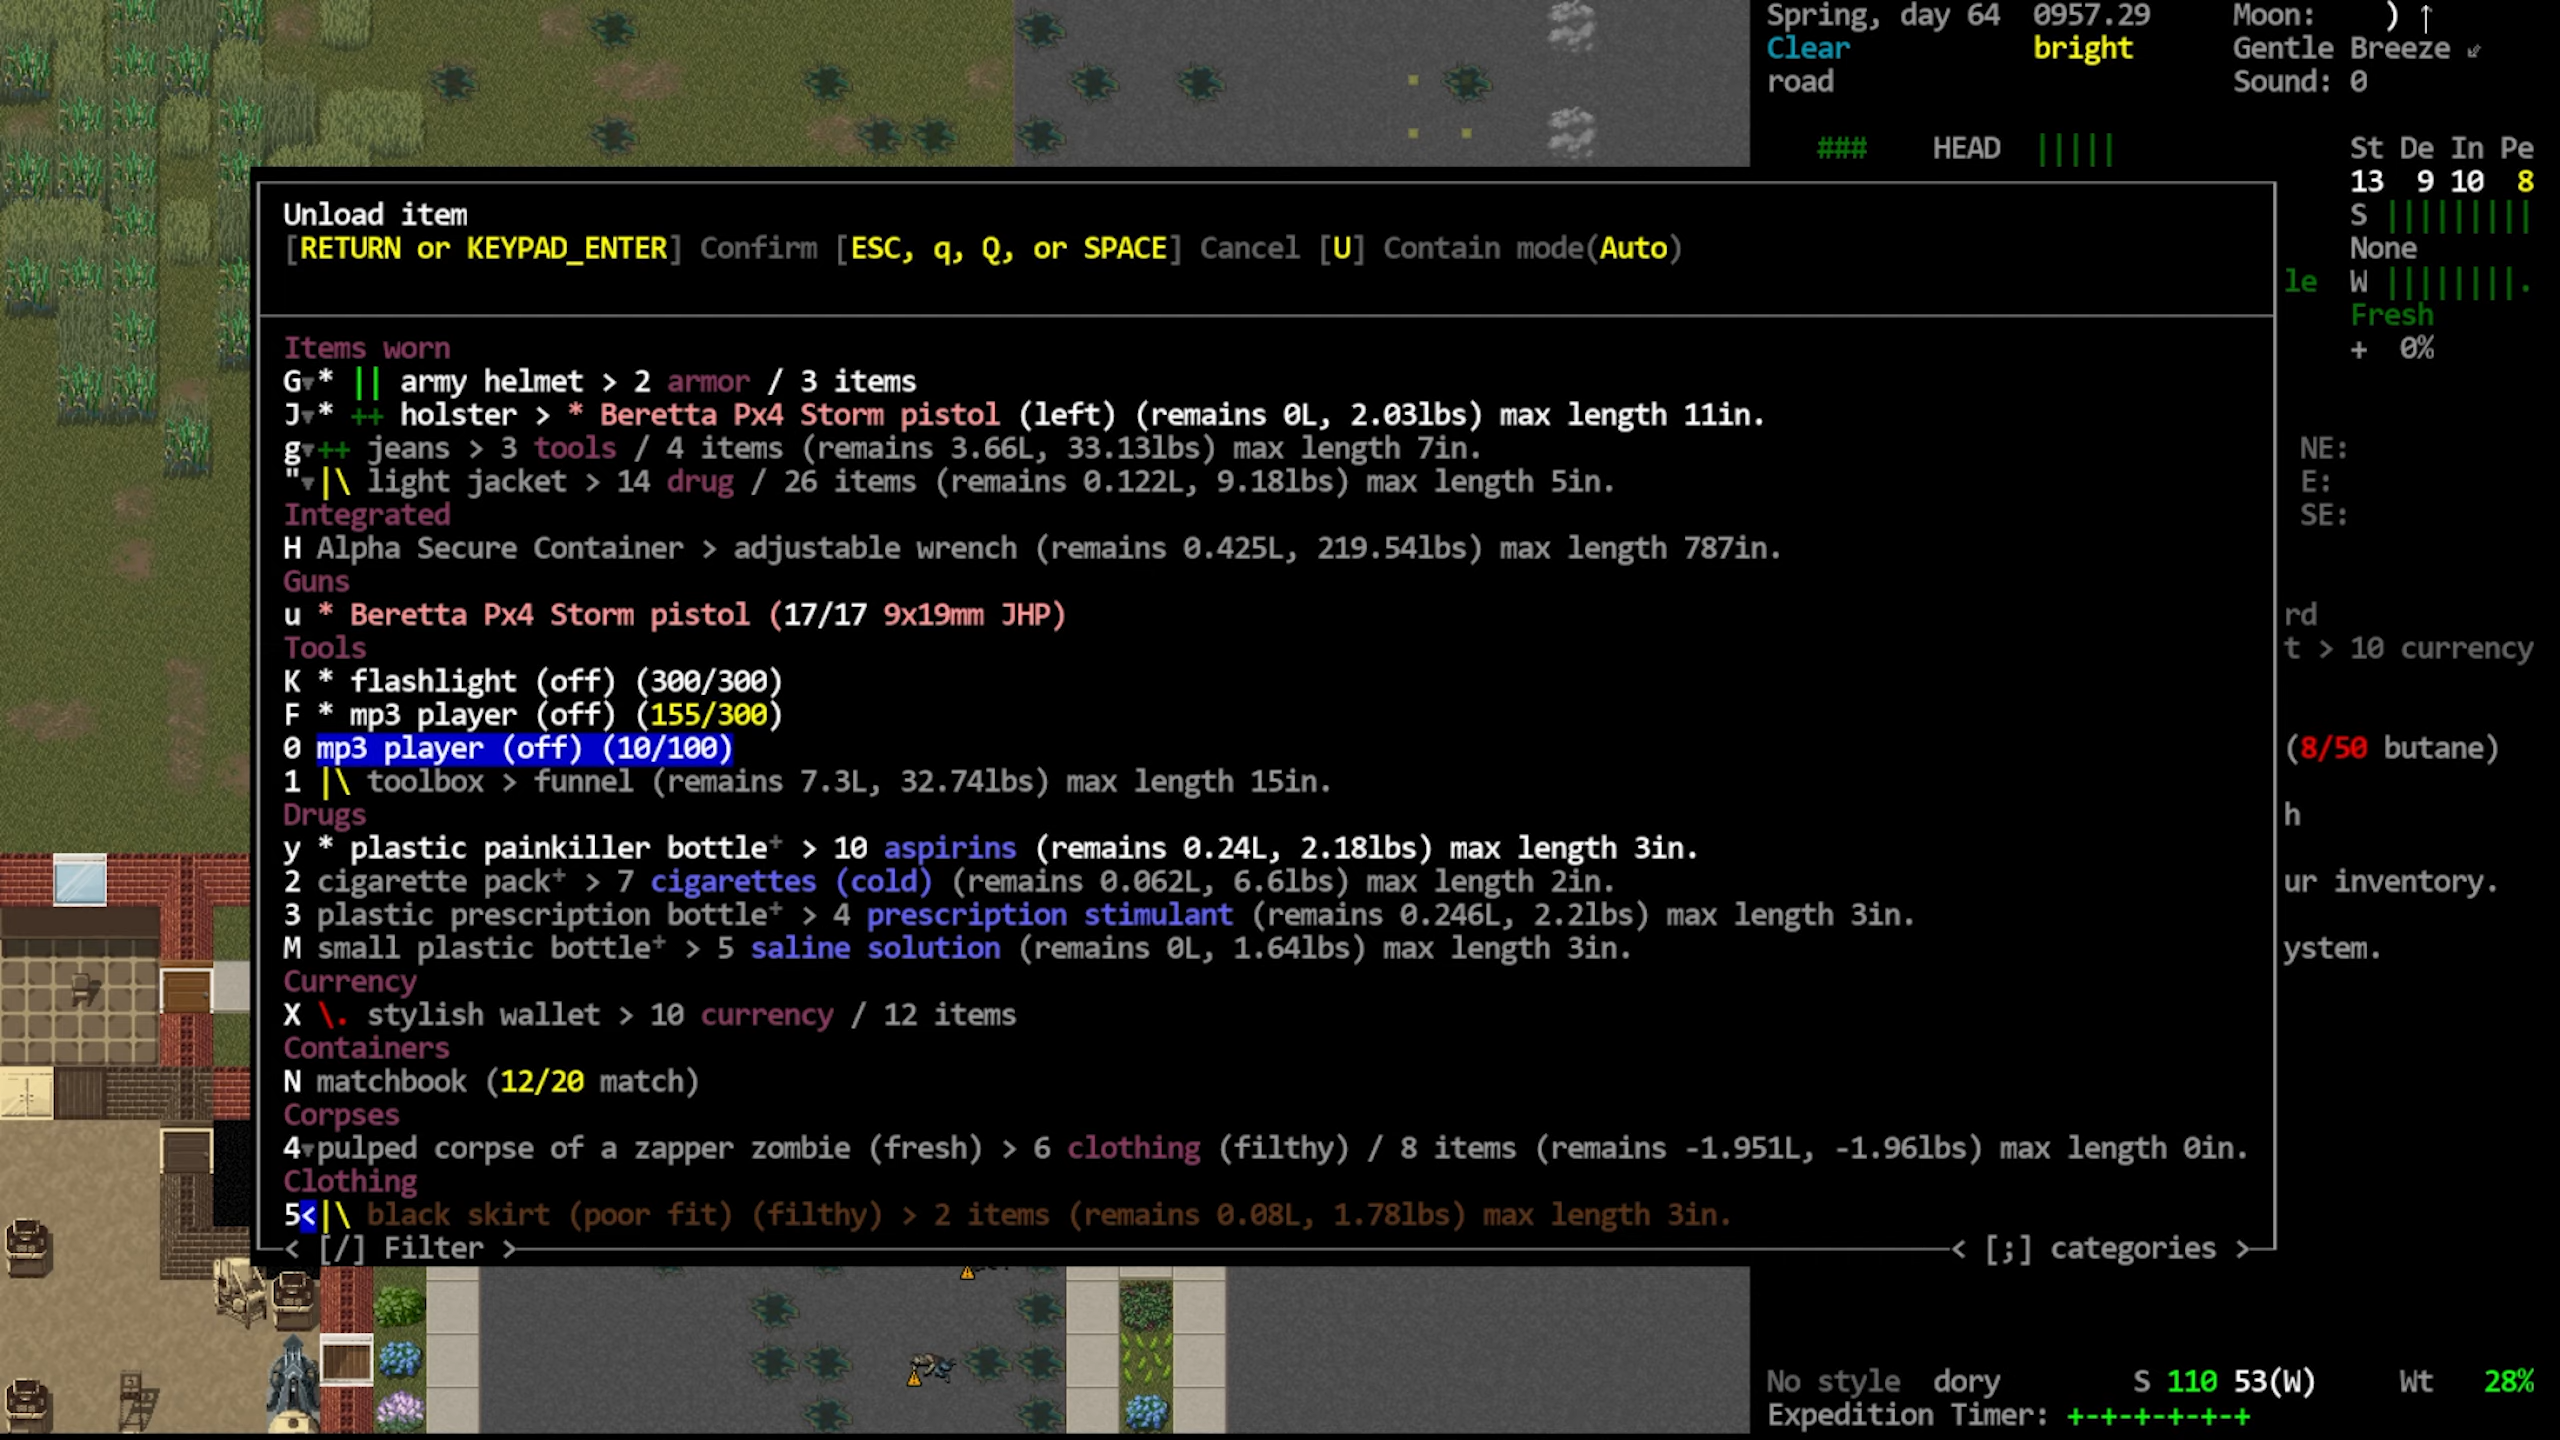 Spring, day 64 0957.29 Moon: ) ↑
Clear bright Gentle Breeze
road Sound: 0
### HEAD ||||| St De In Pe
13 9 10 8
Unload item S |||||||||
[RETURN or KEYPAD_ENTER] Confirm [ESC, q, Q, or SPACE] Cancel [U] Contain mode(Auto) None
le W ||||||||.
Fresh
Items worn + 0%
G▾* || army helmet > 2 armor / 3 items
J▾* ++ holster > * Beretta Px4 Storm pistol (left) (remains 0L, 2.03lbs) max length 11in.
g▾++ jeans > 3 tools / 4 items (remains 3.66L, 33.13lbs) max length 7in. NE:
"▾|\ light jacket > 14 drug / 26 items (remains 0.122L, 9.18lbs) max length 5in. E:
Integrated SE:
H Alpha Secure Container > adjustable wrench (remains 0.425L, 219.54lbs) max length 787in.
Guns
u * Beretta Px4 Storm pistol (17/17 9x19mm JHP) rd
Tools t > 10 currency
K * flashlight (off) (300/300)
F * mp3 player (off) (155/300)
0 mp3 player (off) (10/100) (8/50 butane)
1 |\ toolbox > funnel (remains 7.3L, 32.74lbs) max length 15in.
Drugs h
y * plastic painkiller bottle⁺ > 10 aspirins (remains 0.24L, 2.18lbs) max length 3in.
2 cigarette pack⁺ > 7 cigarettes (cold) (remains 0.062L, 6.6lbs) max length 2in. ur inventory.
3 plastic prescription bottle⁺ > 4 prescription stimulant (remains 0.246L, 2.2lbs) max length 3in.
M small plastic bottle⁺ > 5 saline solution (remains 0L, 1.64lbs) max length 3in. ystem.
Currency
X \. stylish wallet > 10 currency / 12 items
Containers
N matchbook (12/20 match)
Corpses
4▾pulped corpse of a zapper zombie (fresh) > 6 clothing (filthy) / 8 items (remains -1.951L, -1.96lbs) max length 0in.
Clothing
5<|\ black skirt (poor fit) (filthy) > 2 items (remains 0.08L, 1.78lbs) max length 3in.
< [/] Filter > < [;] categories >
No style dory S 110 53(W) Wt 28%
Expedition Timer: +-+-+-+-+-+